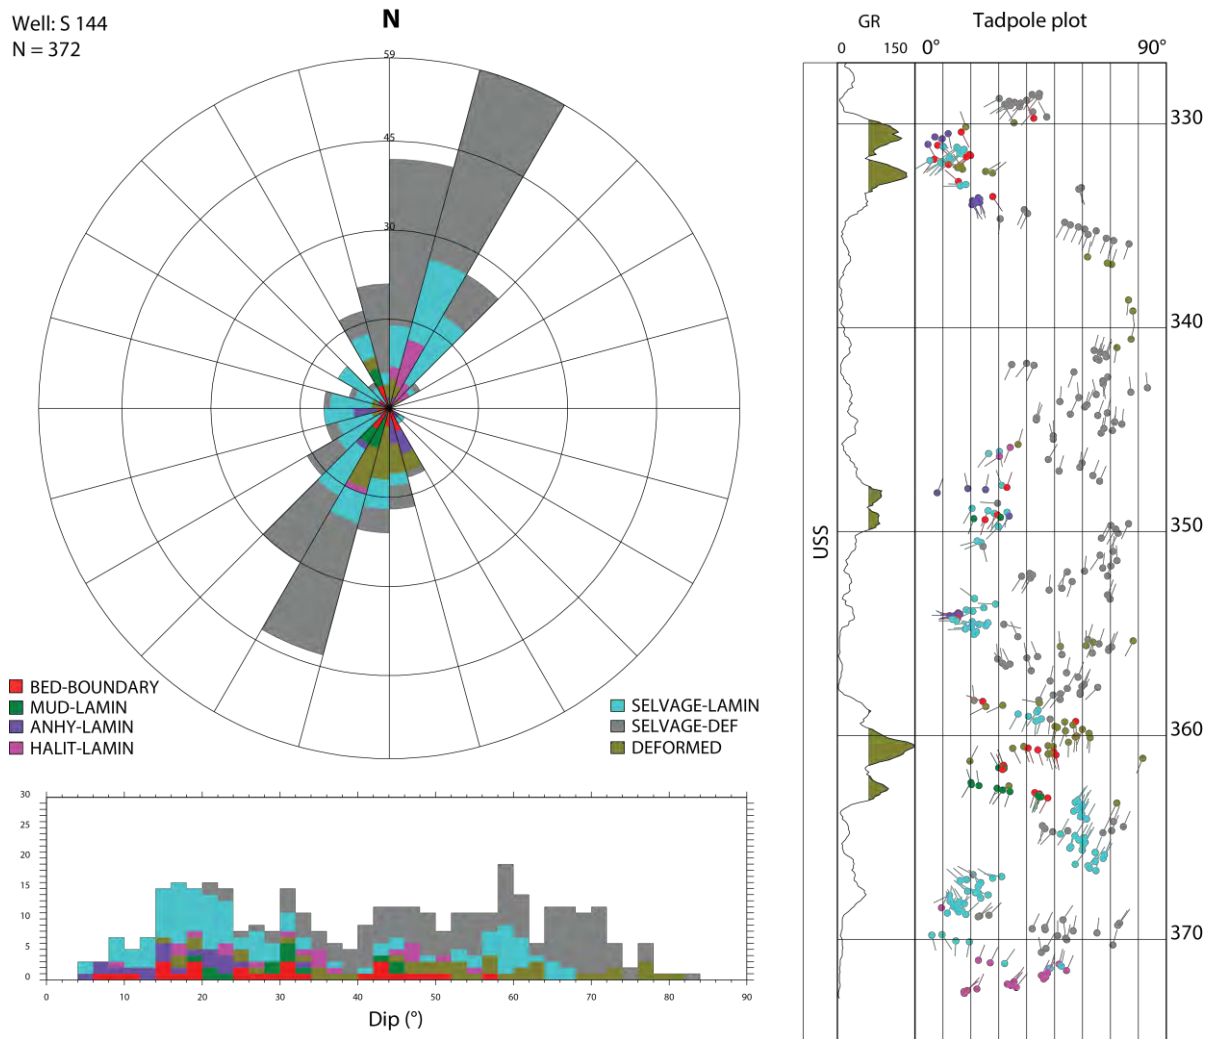 Well: S 144
N = 372
N
59
45
30
BED-BOUNDARY
MUD-LAMIN
ANHY-LAMIN
HALIT-LAMIN
SELVAGE-LAMIN
SELVAGE-DEF
DEFORMED
30
25
20
15
10
5
0
0 10 20 30 40 50 60 70 80 90
Dip (°)
GR Tadpole plot
0 150 0° 90°
330
340
350
USS
360
370